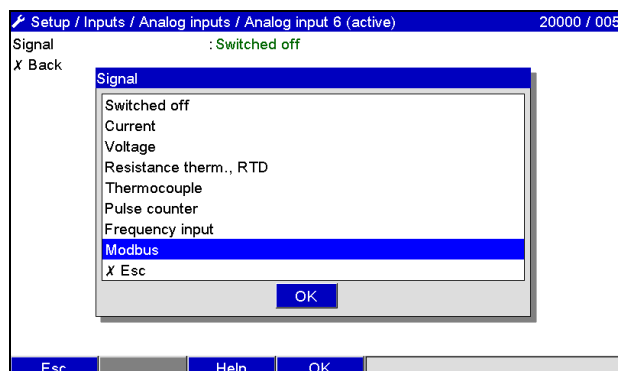 Setup / Inputs / Analog inputs / Analog input 6 (active) 20000 / 005
Signal : Switched off
X Back
Signal
Switched off
Current
Voltage
Resistance therm., RTD
Thermocouple
Pulse counter
Frequency input
Modbus
X Esc
OK
Esc Help OK